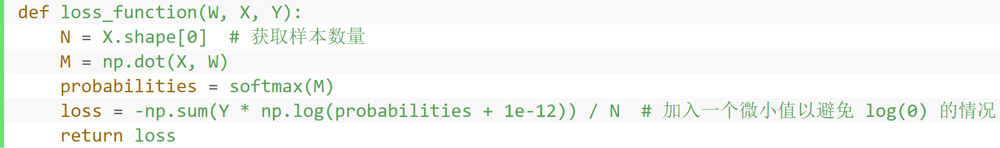 def loss_function(W, X, Y):
    N = X.shape[0]  # 获取样本数量
    M = np.dot(X, W)
    probabilities = softmax(M)
    loss = -np.sum(Y * np.log(probabilities + 1e-12)) / N  # 加入一个微小值以避免 log(0) 的情况
    return loss